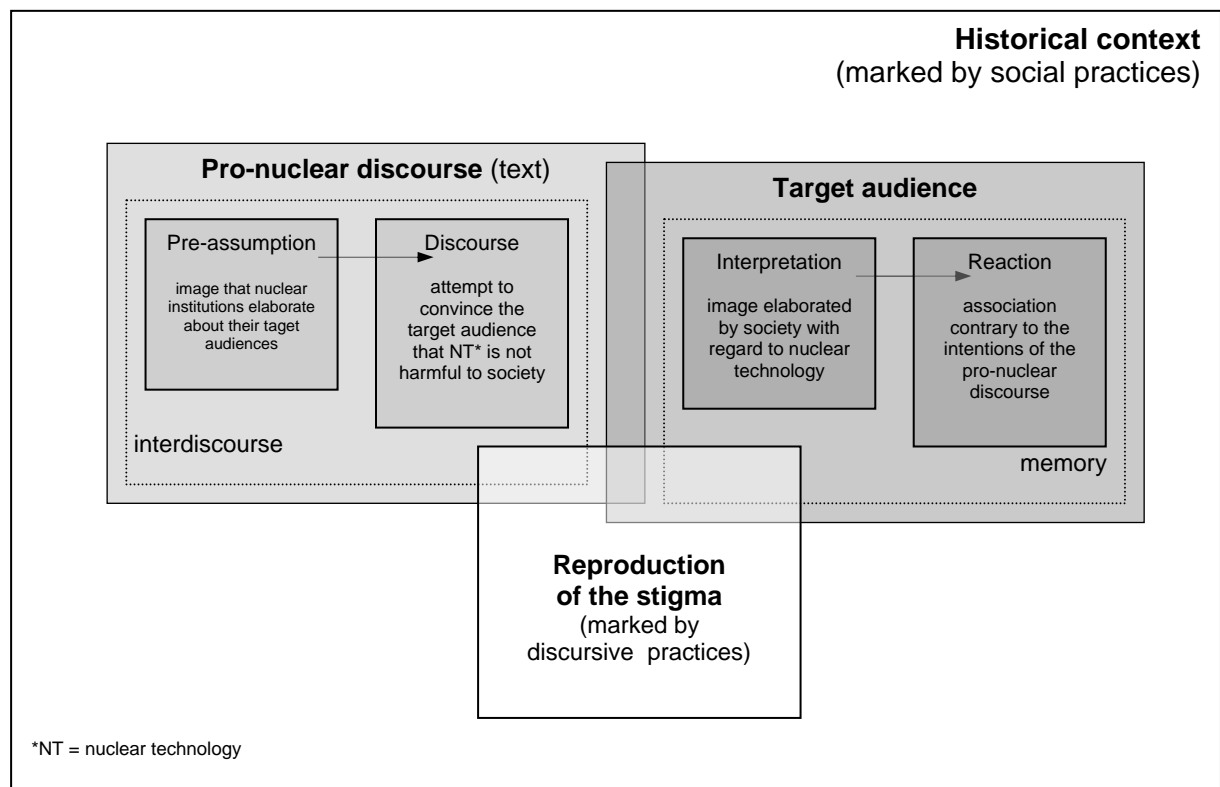 Historical context
(marked by social practices)
Pro-nuclear discourse (text)
Pre-assumption
image that nuclear
institutions elaborate
about their taget
audiences
Discourse
attempt to
convince the
target audience
that NT* is not
harmful to society
interdiscourse
Target audience
Interpretation
image elaborated
by society with
regard to nuclear
technology
Reaction
association
contrary to the
intentions of the
pro-nuclear
discourse
memory
Reproduction
of the stigma
(marked by
discursive practices)
*NT = nuclear technology